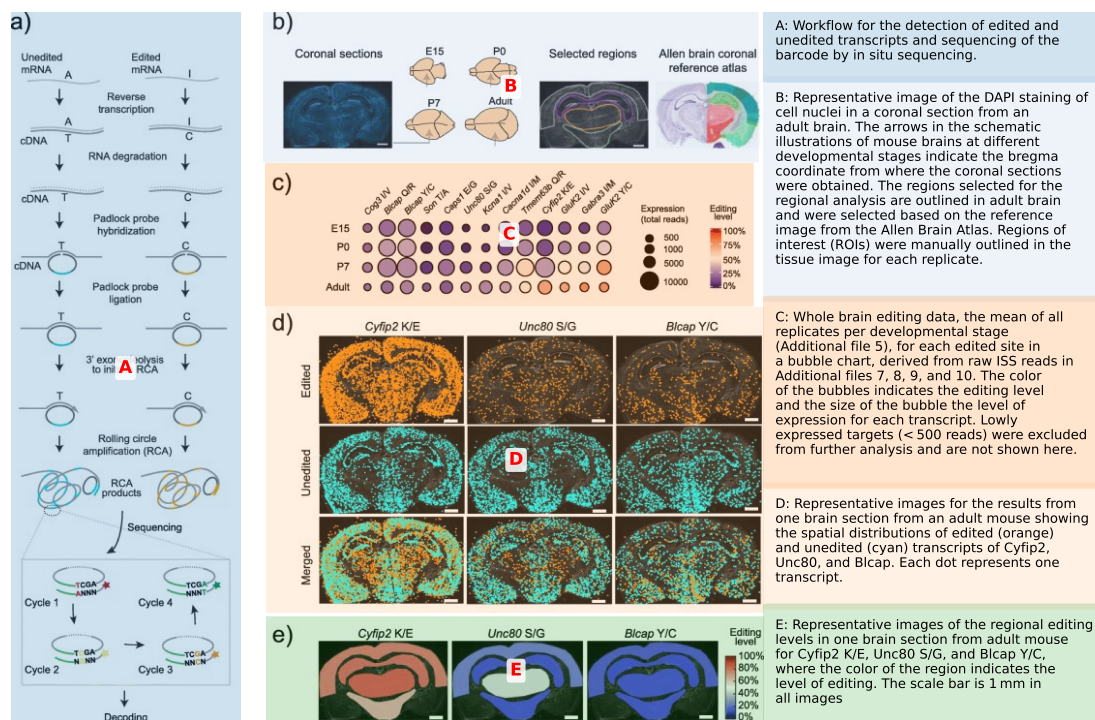 a)
Unedited
mRNA
Edited
mRNA
A
I
Reverse
transcription
A
I
cDNA
T
C
RNA degradation
cDNA
T
C
Padlock probe
hybridization
T
C
cDNA
Padlock probe
ligation
T
C
3' exonucleolysis
to initiate RCA
A
T
C
Rolling circle
amplification (RCA)
RCA
products
Sequencing
TCGA
ANNN
Cycle 1
TCGA
NNNT
Cycle 4
TCGA
NGNN
Cycle 2
TCGA
NNCN
Cycle 3
Decoding
b)
Coronal sections
E15
P0
B
P7
Adult
Selected regions
Allen brain coronal
reference atlas
c)
Cog3 I/V
Blcap Q/R
Blcap Y/C
Son T/A
Caps1 E/G
Unc80 S/G
Kcna1 I/V
Cacna1d I/M
Tmem63b Q/R
Cyfip2 K/E
GluK2 I/V
Gabra3 I/M
GluK2 Y/C
E15
P0
P7
Adult
C
Expression
(total reads)
500
1000
5000
10000
Editing
level
100%
75%
50%
25%
0%
d)
Cyfip2 K/E
Unc80 S/G
Blcap Y/C
Edited
Unedited
Merged
D
e)
Cyfip2 K/E
Unc80 S/G
Blcap Y/C
E
Editing
level
100%
80%
60%
40%
20%
0%
A: Workflow for the detection of edited and
unedited transcripts and sequencing of the
barcode by in situ sequencing.
B: Representative image of the DAPI staining of
cell nuclei in a coronal section from an
adult brain. The arrows in the schematic
illustrations of mouse brains at different
developmental stages indicate the bregma
coordinate from where the coronal sections
were obtained. The regions selected for the
regional analysis are outlined in adult brain
and were selected based on the reference
image from the Allen Brain Atlas. Regions of
interest (ROIs) were manually outlined in the
tissue image for each replicate.
C: Whole brain editing data, the mean of all
replicates per developmental stage
(Additional file 5), for each edited site in
a bubble chart, derived from raw ISS reads in
Additional files 7, 8, 9, and 10. The color
of the bubbles indicates the editing level
and the size of the bubble the level of
expression for each transcript. Lowly
expressed targets (< 500 reads) were excluded
from further analysis and are not shown here.
D: Representative images for the results from
one brain section from an adult mouse showing
the spatial distributions of edited (orange)
and unedited (cyan) transcripts of Cyfip2,
Unc80, and Blcap. Each dot represents one
transcript.
E: Representative images of the regional editing
levels in one brain section from adult mouse
for Cyfip2 K/E, Unc80 S/G, and Blcap Y/C,
where the color of the region indicates the
level of editing. The scale bar is 1 mm in
all images